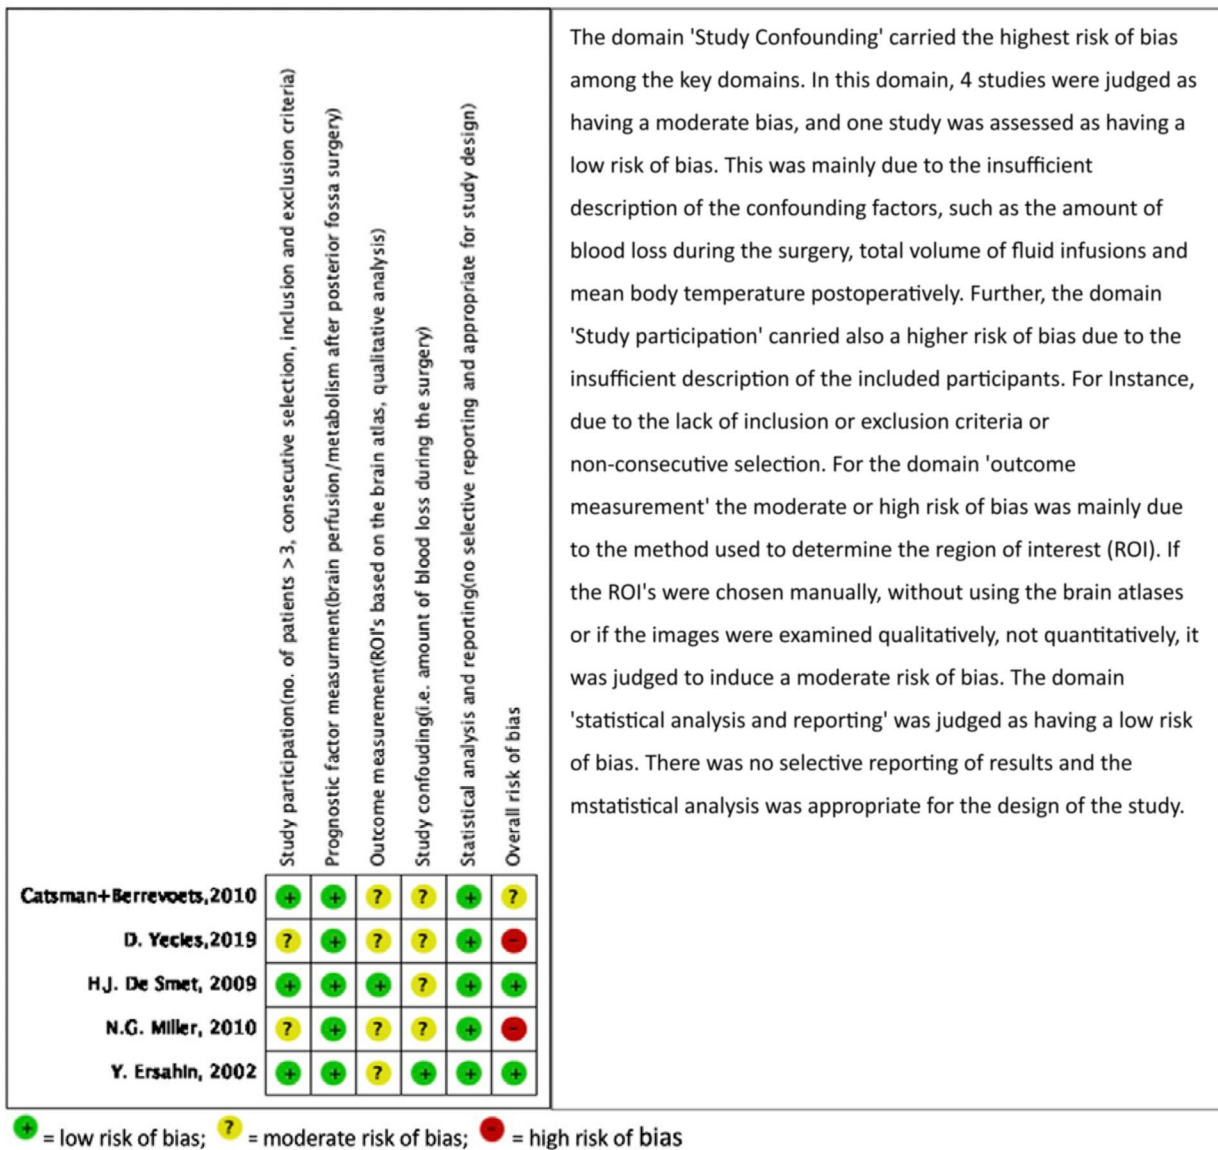 Study participation(no. of patients > 3, consecutive selection, inclusion and exclusion criteria)
Prognostic factor measurment(brain perfusion/metabolism after posterior fossa surgery)
Outcome measurement(ROI's based on the brain atlas, qualitative analysis)
Study confouding(i.e. amount of blood loss during the surgery)
Statistical analysis and reporting(no selective reporting and appropriate for study design)
Overall risk of bias
Catsman+Berrevoets,2010 + + ? ? + ?
D. Yecies,2019 ? + ? ? + -
H.J. De Smet, 2009 + + + ? + +
N.G. Miller, 2010 ? + ? ? + -
Y. Ersahin, 2002 + + ? + + +
The domain 'Study Confounding' carried the highest risk of bias
among the key domains. In this domain, 4 studies were judged as
having a moderate bias, and one study was assessed as having a
low risk of bias. This was mainly due to the insufficient
description of the confounding factors, such as the amount of
blood loss during the surgery, total volume of fluid infusions and
mean body temperature postoperatively. Further, the domain
'Study participation' canried also a higher risk of bias due to the
insufficient description of the included participants. For Instance,
due to the lack of inclusion or exclusion criteria or
non-consecutive selection. For the domain 'outcome
measurement' the moderate or high risk of bias was mainly due
to the method used to determine the region of interest (ROI). If
the ROI's were chosen manually, without using the brain atlases
or if the images were examined qualitatively, not quantitatively, it
was judged to induce a moderate risk of bias. The domain
'statistical analysis and reporting' was judged as having a low risk
of bias. There was no selective reporting of results and the
mstatistical analysis was appropriate for the design of the study.
+ = low risk of bias; ? = moderate risk of bias; - = high risk of bias